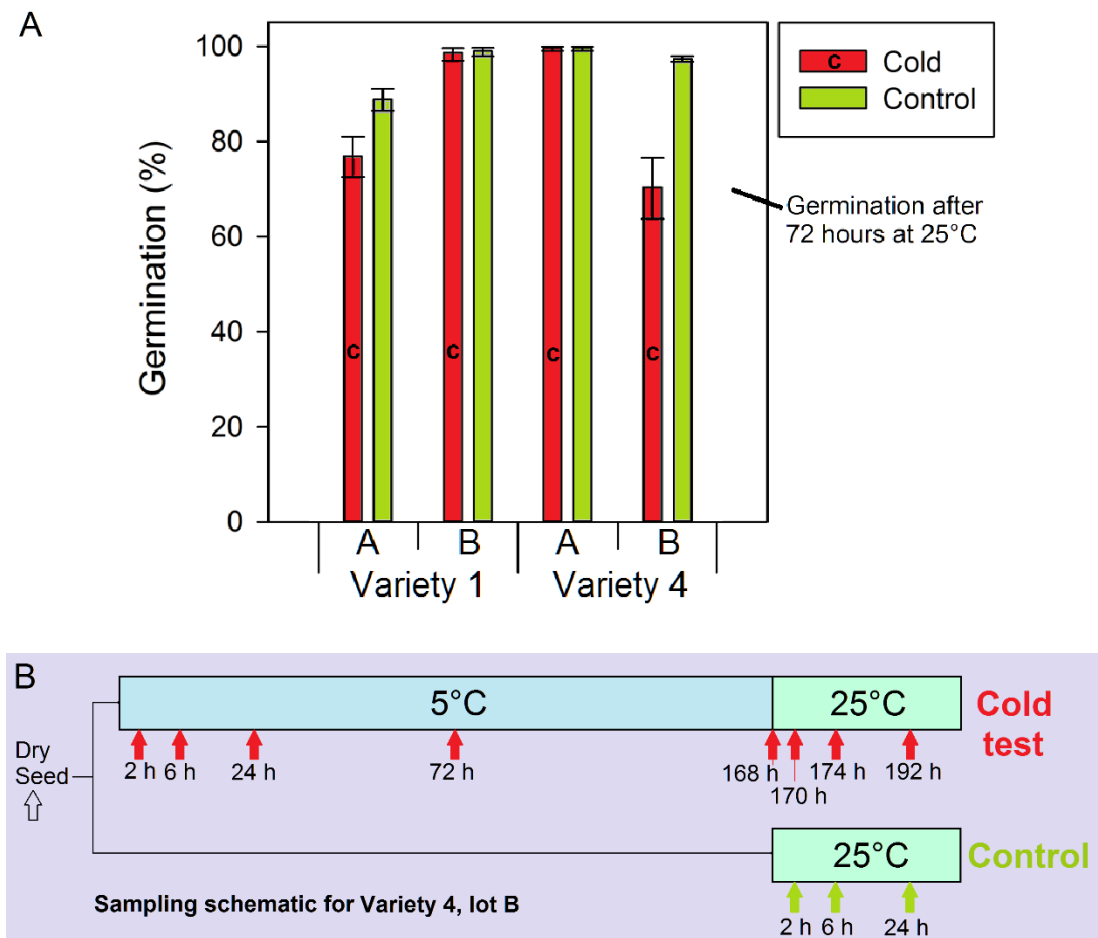 A
100
80
60
40
20
0
Germination (%)
c
c
c
c
A B A B
Variety 1 Variety 4
c Cold
Control
Germination after
72 hours at 25°C
B
Dry
Seed
5°C 25°C
Cold
test
2 h 6 h 24 h 72 h 168 h 170 h 174 h 192 h
25°C
Control
2 h 6 h 24 h
Sampling schematic for Variety 4, lot B